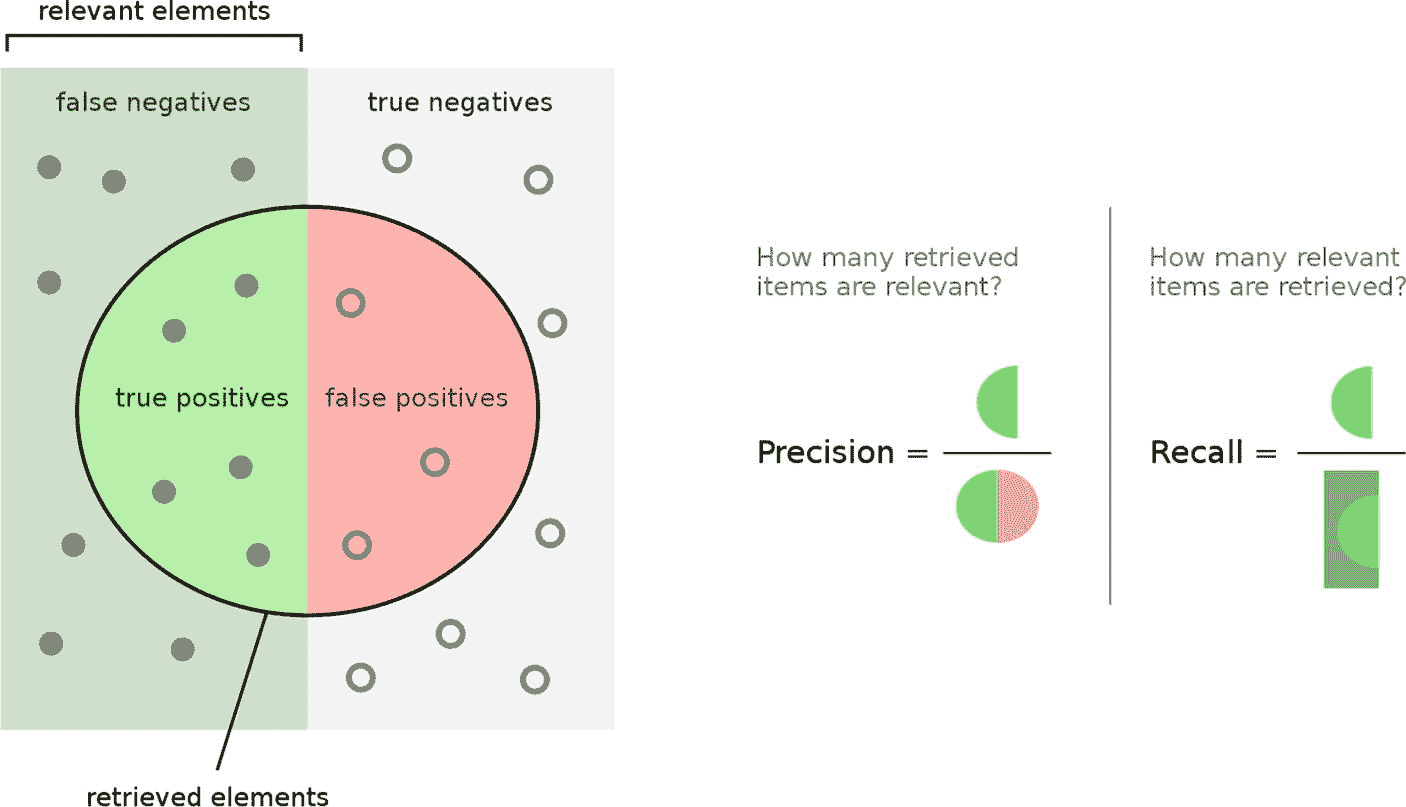 relevant elements
false negatives
true negatives
true positives
false positives
retrieved elements
How many retrieved
items are relevant?
Precision =
How many relevant
items are retrieved?
Recall =